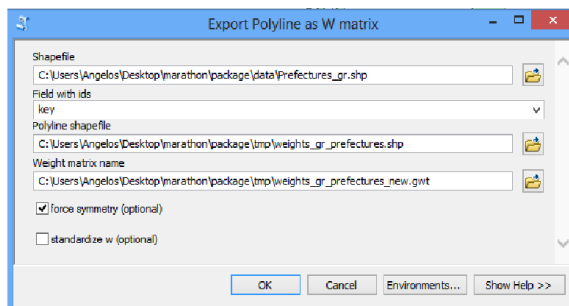 Export Polyline as W matrix
Shapefile
C:\Users\Angelos\Desktop\marathon\package\data\Prefectures_gr.shp
Field with ids
key
Polyline shapefile
C:\Users\Angelos\Desktop\marathon\package\tmp\weights_gr_prefectures.shp
Weight matrix name
C:\Users\Angelos\Desktop\marathon\package\tmp\weights_gr_prefectures_new.gwt
force symmetry (optional)
standardize w (optional)
OK Cancel Environments... Show Help >>